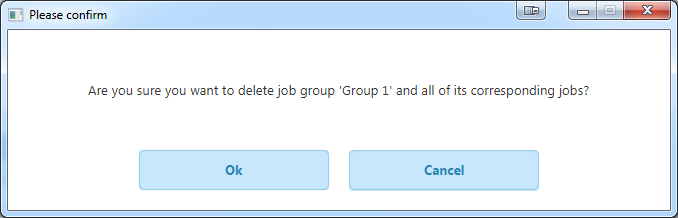 Please confirm
Are you sure you want to delete job group 'Group 1' and all of its corresponding jobs?
Ok
Cancel